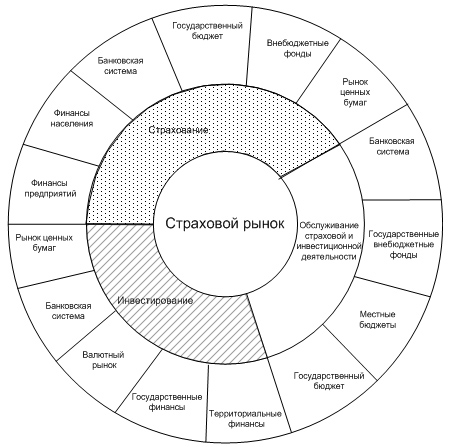 Государственный
бюджет
Внебюджетные
фонды
Рынок
ценных
бумаг
Банковская
система
Государственные
внебюджетные
фонды
Местные
бюджеты
Государственный
бюджет
Территориальные
финансы
Государственные
финансы
Валютный
рынок
Банковская
система
Рынок ценных
бумаг
Финансы
предприятий
Финансы
населения
Банковская
система
Страхование
Обслуживание
страховой и
инвестиционной
деятельности
Инвестирование
Страховой рынок